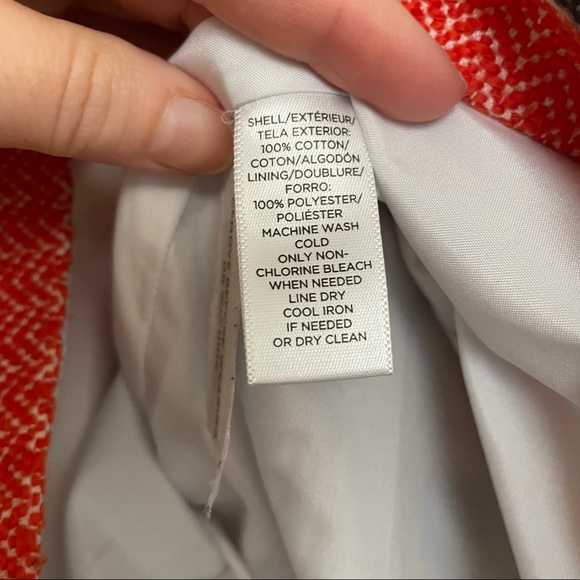 SHELL/EXTÉRIEUR/
TELA EXTERIOR:
100% COTTON/
COTON/ALGODÓN
LINING/DOUBLURE/
FORRO:
100% POLYESTER/
POLIÉSTER
MACHINE WASH
COLD
ONLY NON-
CHLORINE BLEACH
WHEN NEEDED
LINE DRY
COOL IRON
IF NEEDED
OR DRY CLEAN